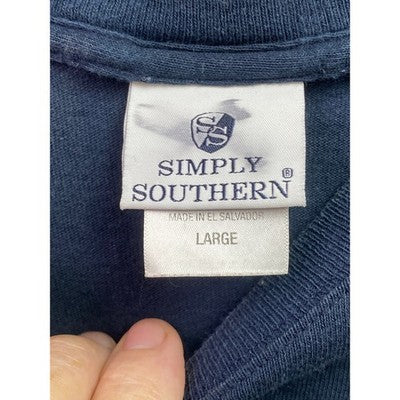 SS
SIMPLY
SOUTHERN®
MADE IN EL SALVADOR
LARGE